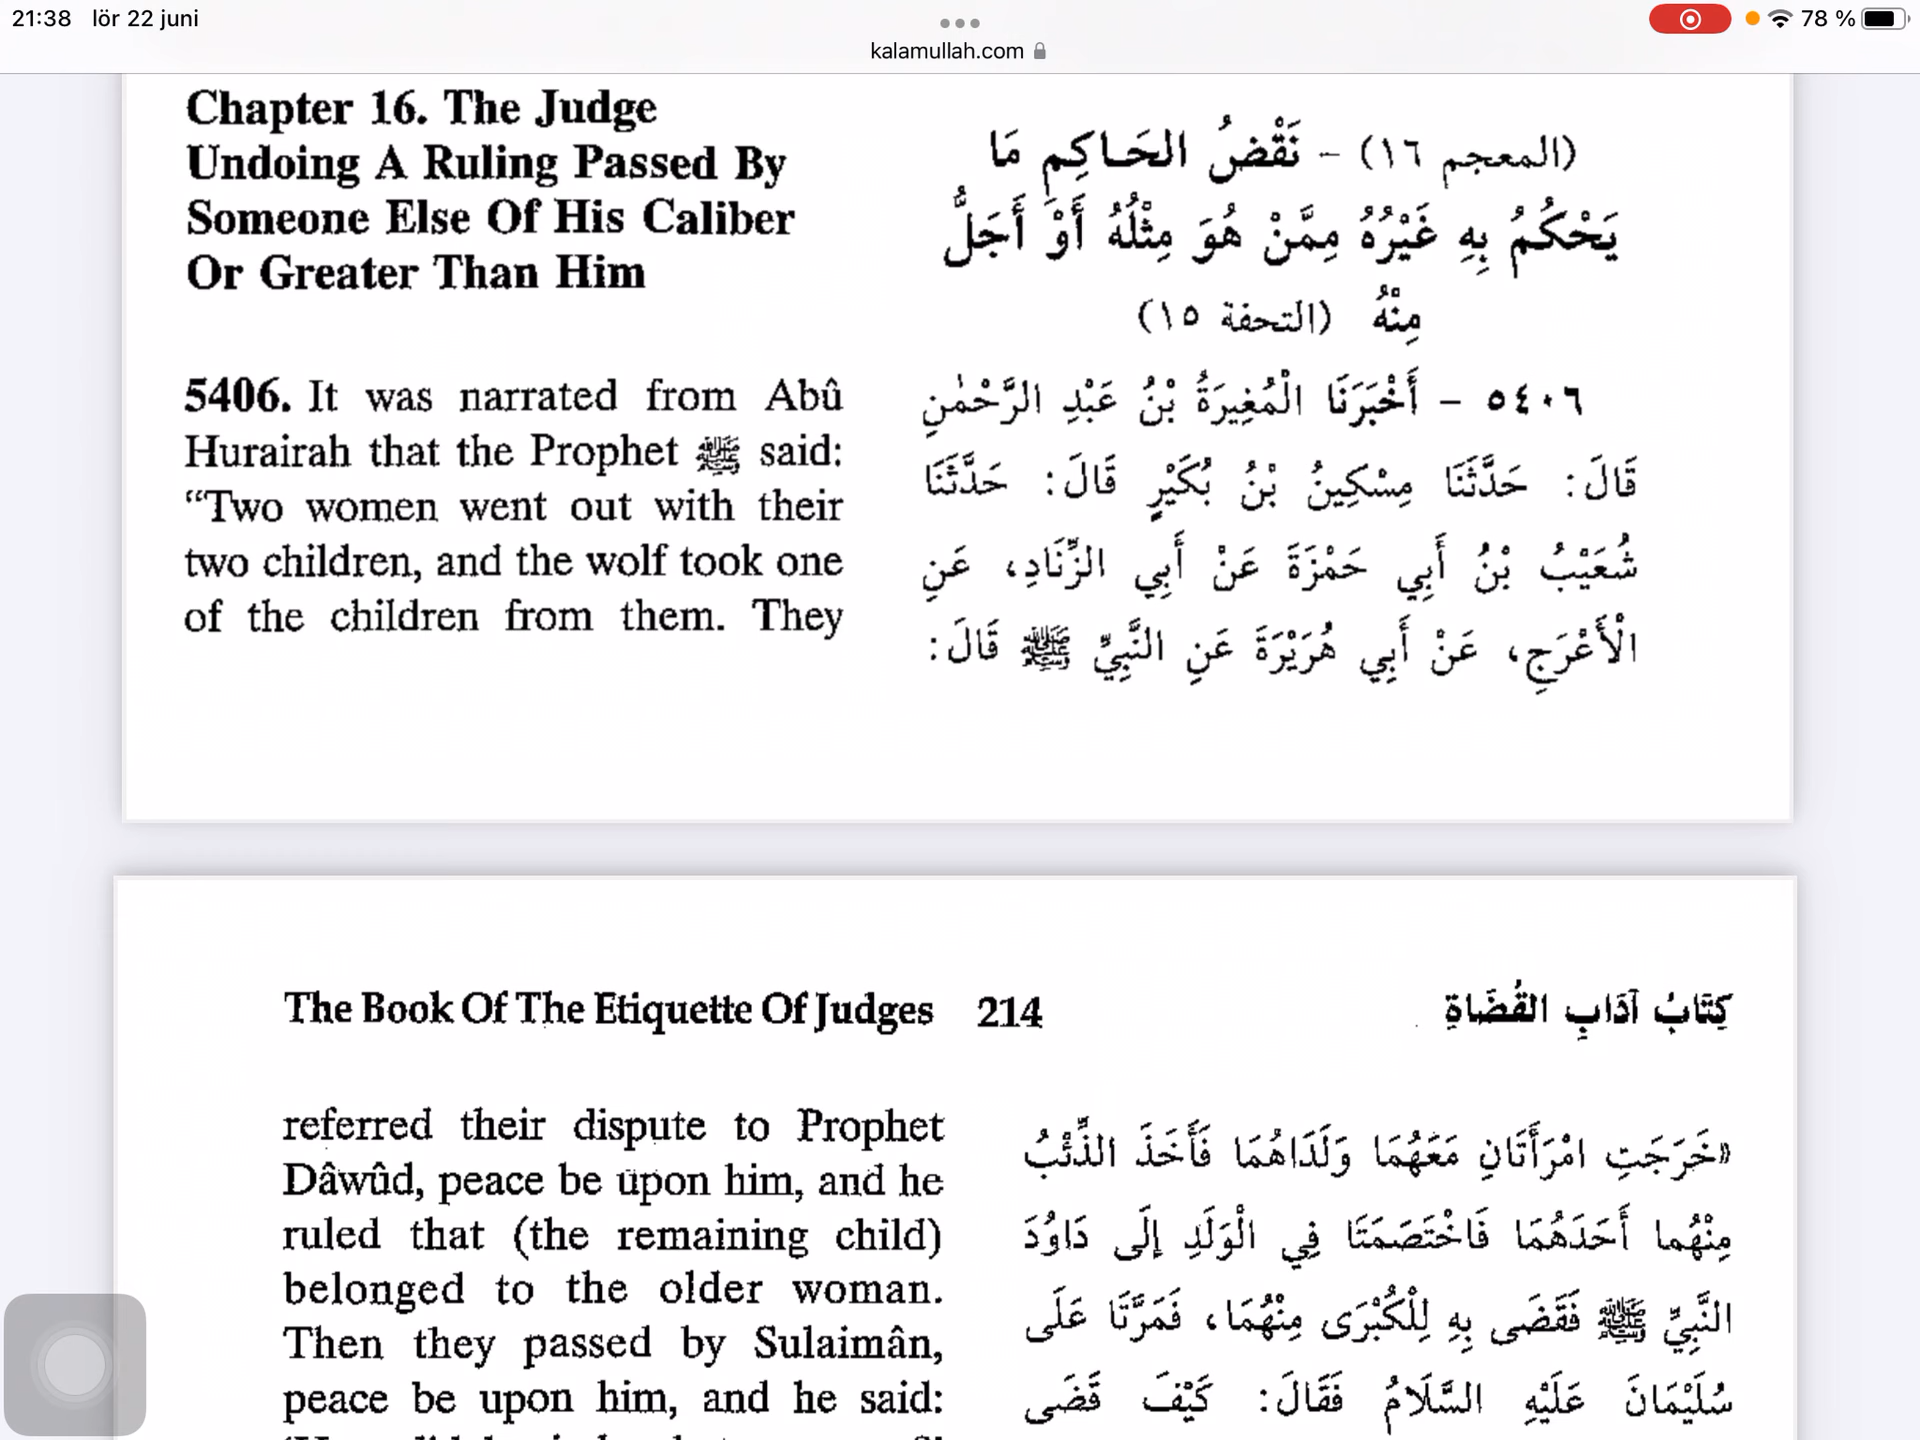 21:38 lör 22 juni
78 %
kalamullah.com
Chapter 16. The Judge
Undoing A Ruling Passed By
Someone Else Of His Caliber
Or Greater Than Him
(المعجم ١٦) - نَقْضُ الحَاكِمِ مَا
يَحْكُمُ بِهِ غَيْرُهُ مِمَّنْ هُوَ مِثْلُهُ أَوْ أَجَلُّ
مِنْهُ (التحفة ١٥)
5406. It was narrated from Abû
Hurairah that the Prophet ﷺ said:
“Two women went out with their
two children, and the wolf took one
of the children from them. They
٥٤٠٦ - أَخْبَرَنَا الْمُغِيرَةُ بْنُ عَبْدِ الرَّحْمٰنِ
قَالَ: حَدَّثَنَا مِسْكِينُ بْنُ بُكَيْرٍ قَالَ: حَدَّثَنَا
شُعَيْبُ بْنُ أَبِي حَمْزَةَ عَنْ أَبِي الزِّنَادِ، عَنِ
الْأَعْرَجِ، عَنْ أَبِي هُرَيْرَةَ عَنِ النَّبِيِّ ﷺ قَالَ:
The Book Of The Etiquette Of Judges 214 كِتَابُ آدَابِ القُضَاةِ
referred their dispute to Prophet
Dâwûd, peace be upon him, and he
ruled that (the remaining child)
belonged to the older woman.
Then they passed by Sulaimân,
peace be upon him, and he said:
«خَرَجَتِ امْرَأَتَانِ مَعَهُمَا وَلَدَاهُمَا فَأَخَذَ الذِّئْبُ
مِنْهُما أَحَدَهُمَا فَاخْتَصَمَتَا فِي الْوَلَدِ إِلَى دَاوُدَ
النَّبِيِّ ﷺ فَقَضَى بِهِ لِلْكُبْرَى مِنْهُمَا، فَمَرَّتَا عَلَى
سُلَيْمَانَ عَلَيْهِ السَّلَامُ فَقَالَ: كَيْفَ قَضَى